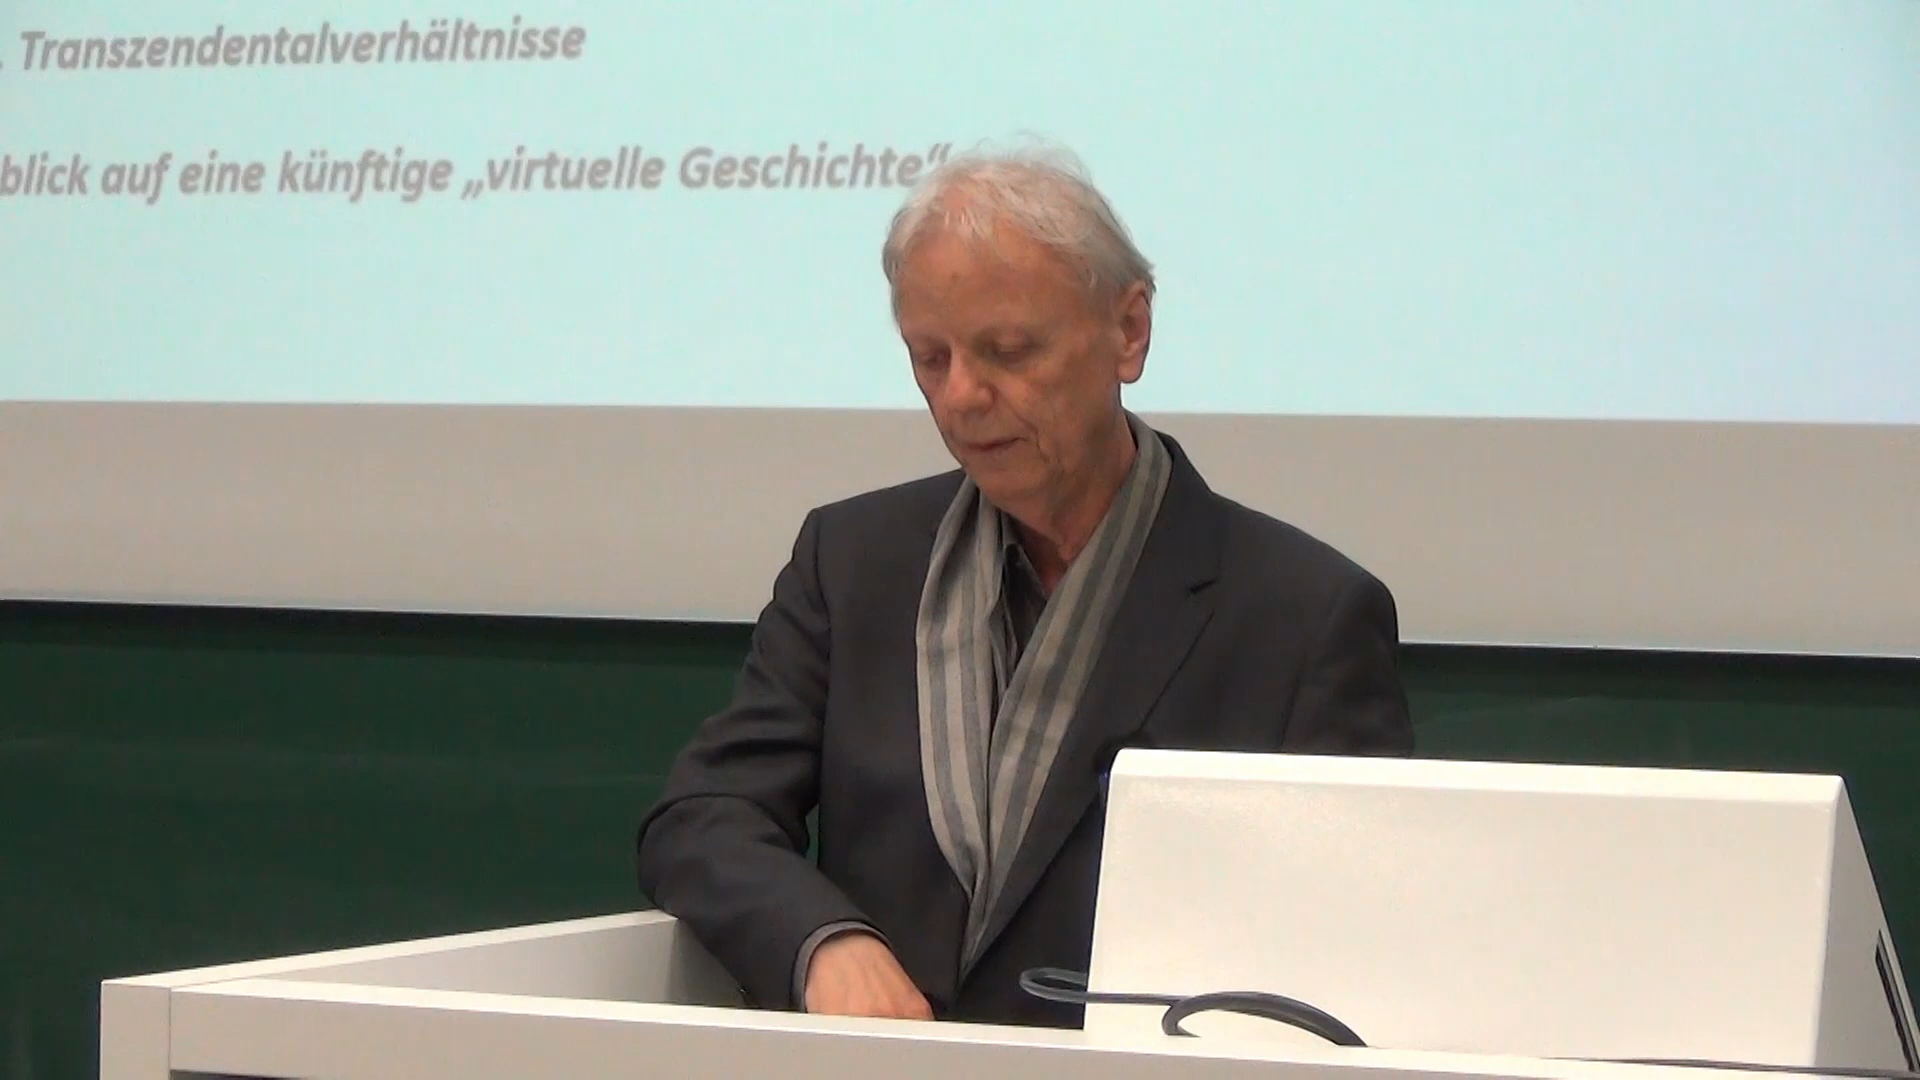 . Transzendentalverhältnisse
blick auf eine künftige „virtuelle Geschichte“